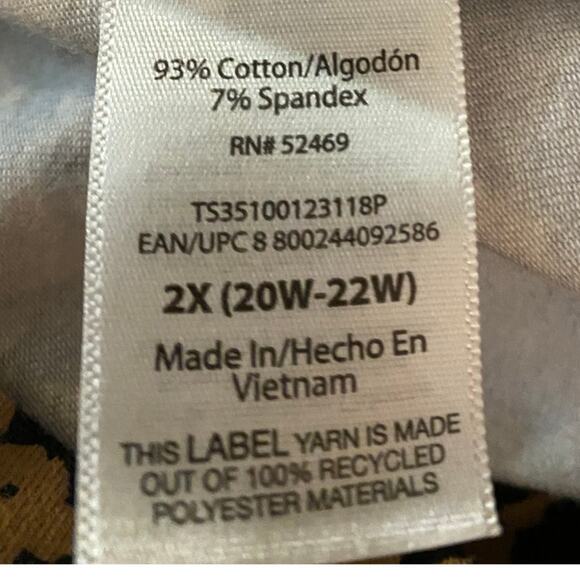 93% Cotton/Algodón
7% Spandex
RN# 52469
TS35100123118P
EAN/UPC 8 800244092586
2X (20W-22W)
Made In/Hecho En
Vietnam
THIS LABEL YARN IS MADE
OUT OF 100% RECYCLED
POLYESTER MATERIALS